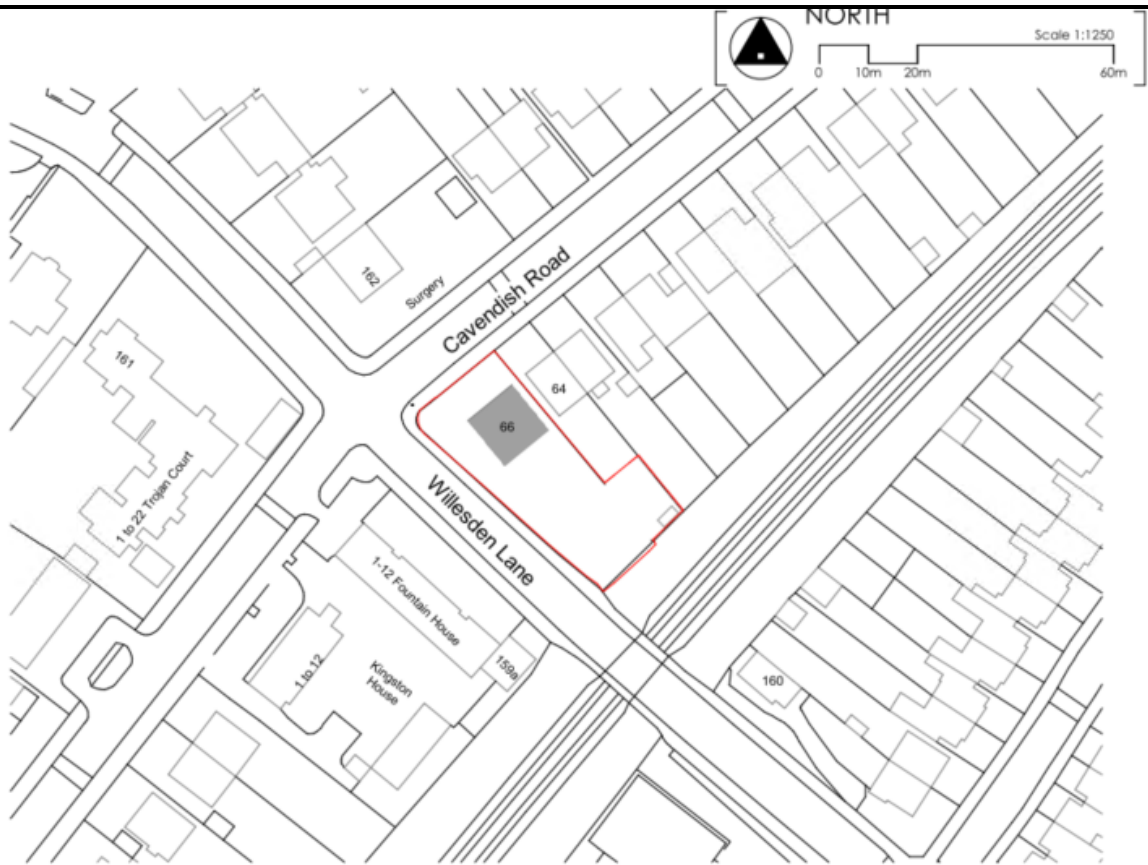 NORTH
Scale 1:1250
0 10m 20m 60m
162
Surgery
Cavendish Road
161
64
66
1 to 22 Trojan Court
Willesden Lane
1-12 Fountain House
1 to 12
159a
Kingston
House
160